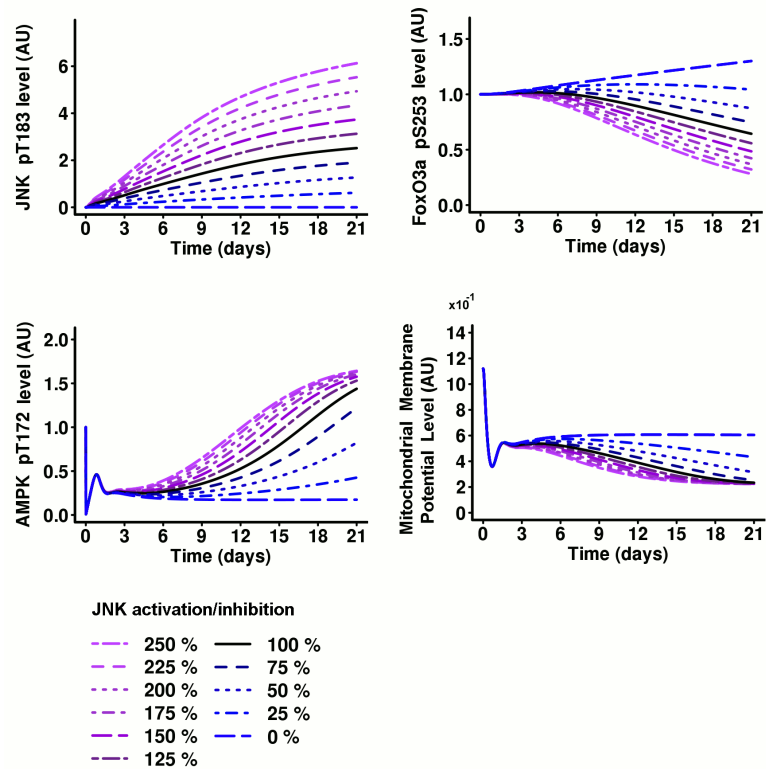 JNK pT183 level (AU)
6
4
2
0
0 3 6 9 12 15 18 21
Time (days)
FoxO3a pS253 level (AU)
1.5
1.0
0.5
0.0
0 3 6 9 12 15 18 21
Time (days)
AMPK pT172 level (AU)
2.0
1.5
1.0
0.5
0.0
0 3 6 9 12 15 18 21
Time (days)
Mitochondrial Membrane
Potential Level (AU)
x10⁻¹
14
12
10
8
6
4
2
0
0 3 6 9 12 15 18 21
Time (days)
JNK activation/inhibition
250 % 100 %
225 % 75 %
200 % 50 %
175 % 25 %
150 % 0 %
125 %